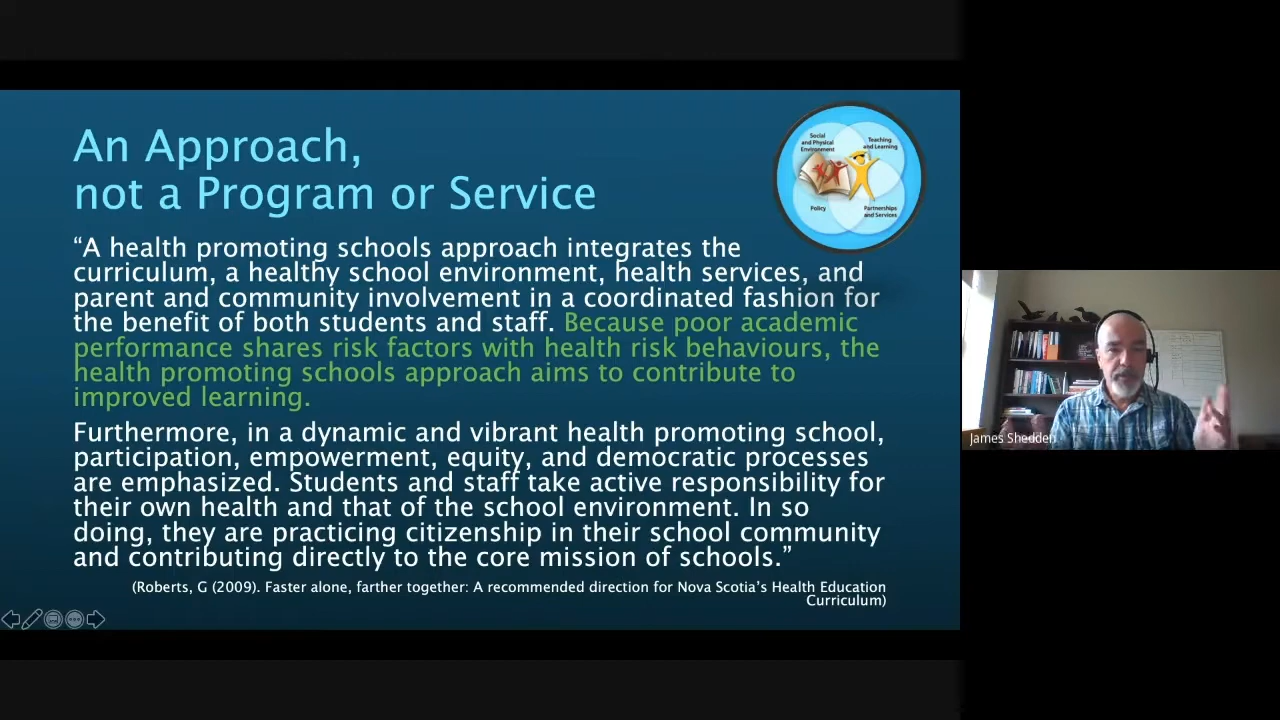 An Approach,
not a Program or Service
Social
and Physical
Environment
Teaching
and Learning
Policy
Partnerships
and Services
“A health promoting schools approach integrates the
curriculum, a healthy school environment, health services, and
parent and community involvement in a coordinated fashion for
the benefit of both students and staff. Because poor academic
performance shares risk factors with health risk behaviours, the
health promoting schools approach aims to contribute to
improved learning.
Furthermore, in a dynamic and vibrant health promoting school,
participation, empowerment, equity, and democratic processes
are emphasized. Students and staff take active responsibility for
their own health and that of the school environment. In so
doing, they are practicing citizenship in their school community
and contributing directly to the core mission of schools.”
(Roberts, G (2009). Faster alone, farther together: A recommended direction for Nova Scotia’s Health Education
Curriculum)
James Shedden